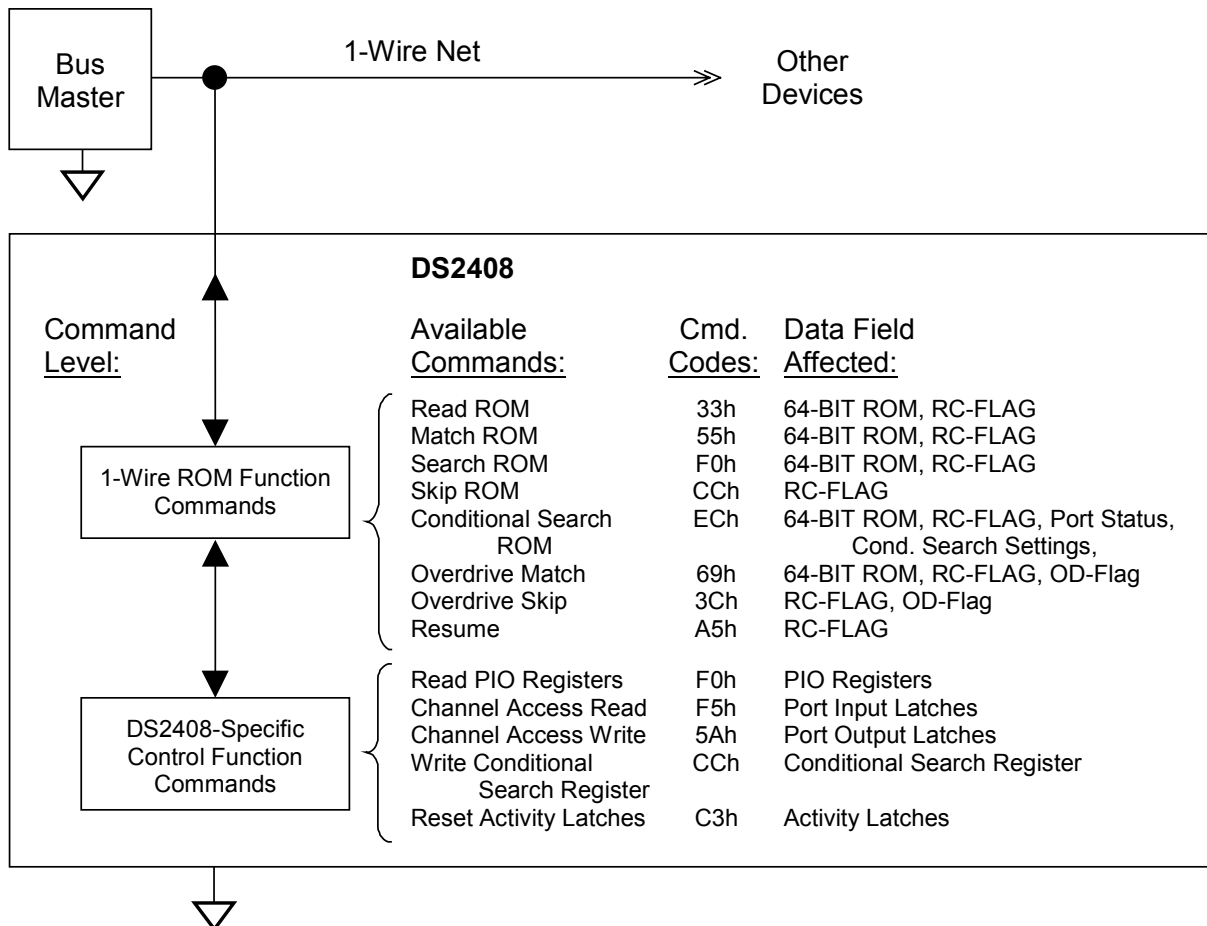 Bus
Master
1-Wire Net
Other
Devices
DS2408
Command
Level:
Available
Commands:
Cmd.
Codes:
Data Field
Affected:
1-Wire ROM Function
Commands
Read ROM 33h 64-BIT ROM, RC-FLAG
Match ROM 55h 64-BIT ROM, RC-FLAG
Search ROM F0h 64-BIT ROM, RC-FLAG
Skip ROM CCh RC-FLAG
Conditional Search ECh 64-BIT ROM, RC-FLAG, Port Status,
ROM Cond. Search Settings,
Overdrive Match 69h 64-BIT ROM, RC-FLAG, OD-Flag
Overdrive Skip 3Ch RC-FLAG, OD-Flag
Resume A5h RC-FLAG
DS2408-Specific
Control Function
Commands
Read PIO Registers F0h PIO Registers
Channel Access Read F5h Port Input Latches
Channel Access Write 5Ah Port Output Latches
Write Conditional CCh Conditional Search Register
Search Register
Reset Activity Latches C3h Activity Latches